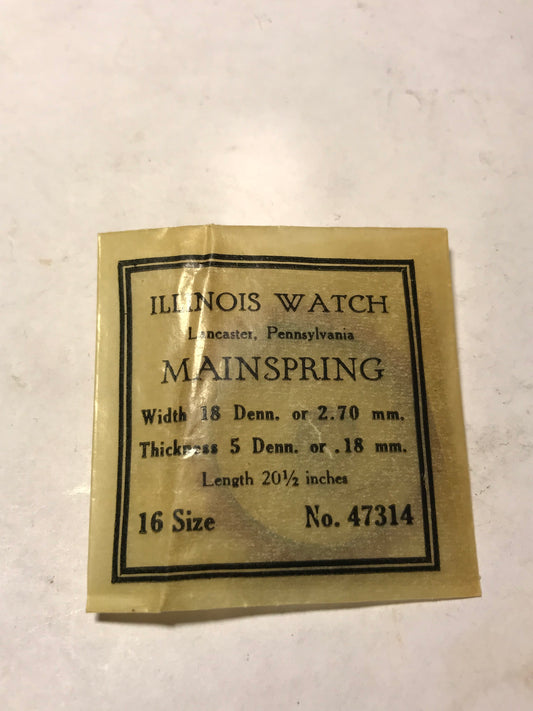 ILLINOIS WATCH
Lancaster, Pennsylvania
MAINSPRING
Width 18 Denn. or 2.70 mm.
Thickness 5 Denn. or .18 mm.
Length 20½ inches
16 Size No. 47314